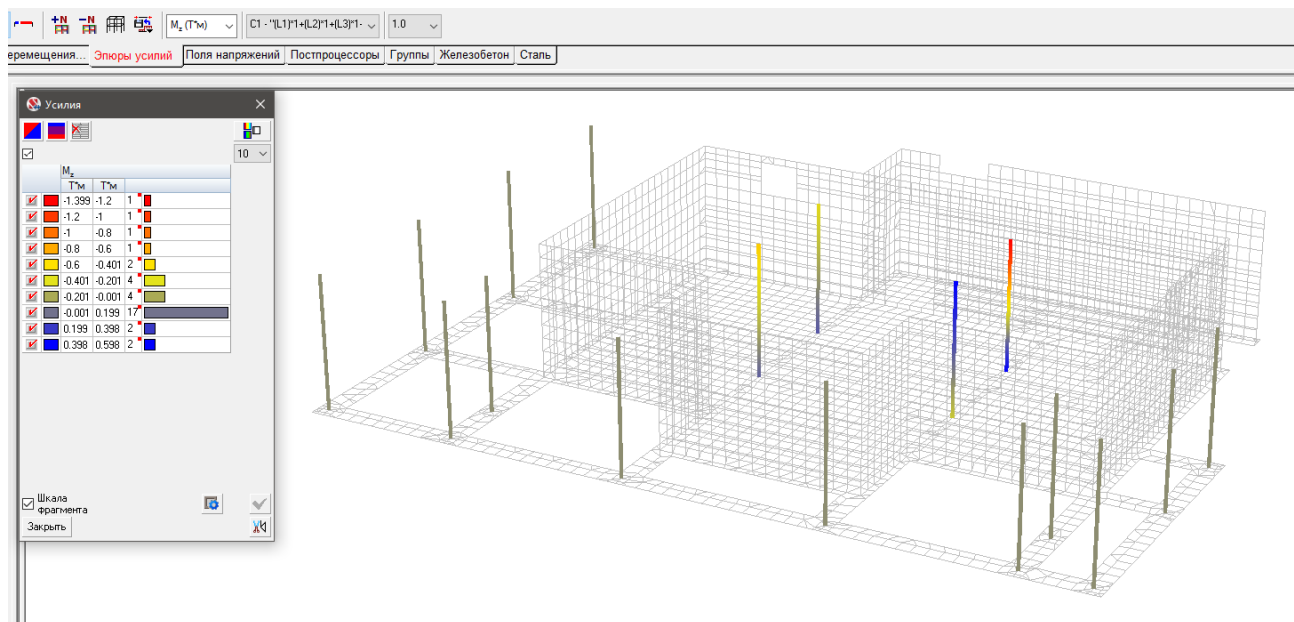 +N -N Mz (Т*м) С1 - "(L1)*1+(L2)*1+(L3)*1- 1.0
еремещения... Эпюры усилий Поля напряжений Постпроцессоры Группы Железобетон Сталь
Усилия
10
Mz
Т*м Т*м
-1.399 -1.2 1
-1.2 -1 1
-1 -0.8 1
-0.8 -0.6 1
-0.6 -0.401 2
-0.401 -0.201 4
-0.201 -0.001 4
-0.001 0.199 17
0.199 0.398 2
0.398 0.598 2
Шкала
фрагмента
Закрыть